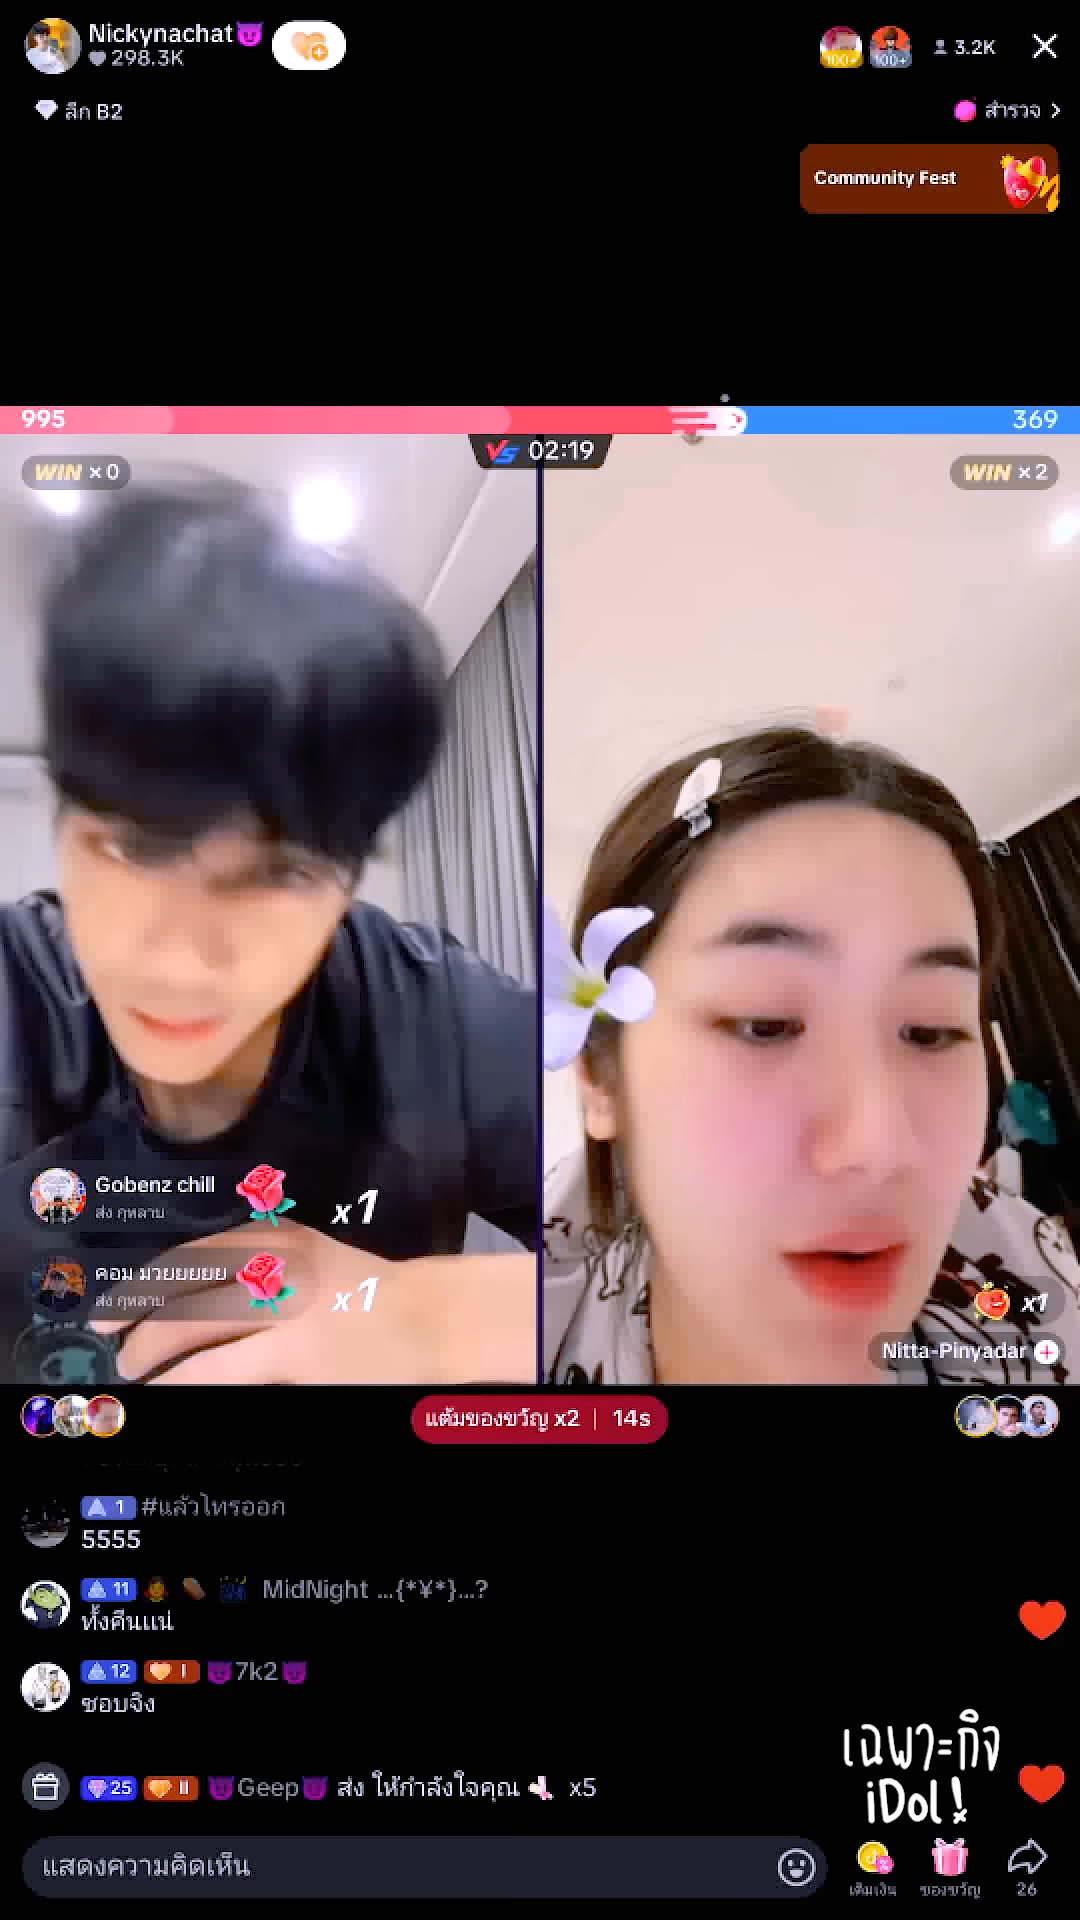 Nickynachat
298.3K
100+
100+
3.2K
ลีก B2
สำรวจ
Community Fest
995
369
VS 02:19
WIN × 0
WIN × 2
Gobenz chill
ส่ง กุหลาบ
x1
คอม มวยยยยย
ส่ง กุหลาบ
x1
x1
Nitta-Pinyadar
แต้มของขวัญ x2 | 14s
1 #แล้วไทรออก
5555
11 MidNight ...{*¥*}...?
ทั้งคืนแน่
12 I 7k2
ชอบจิง
25 II Geep ส่ง ให้กำลังใจคุณ x5
เฉพาะกิจ
iDol!
แสดงความคิดเห็น
เติมเงิน
ของขวัญ
26